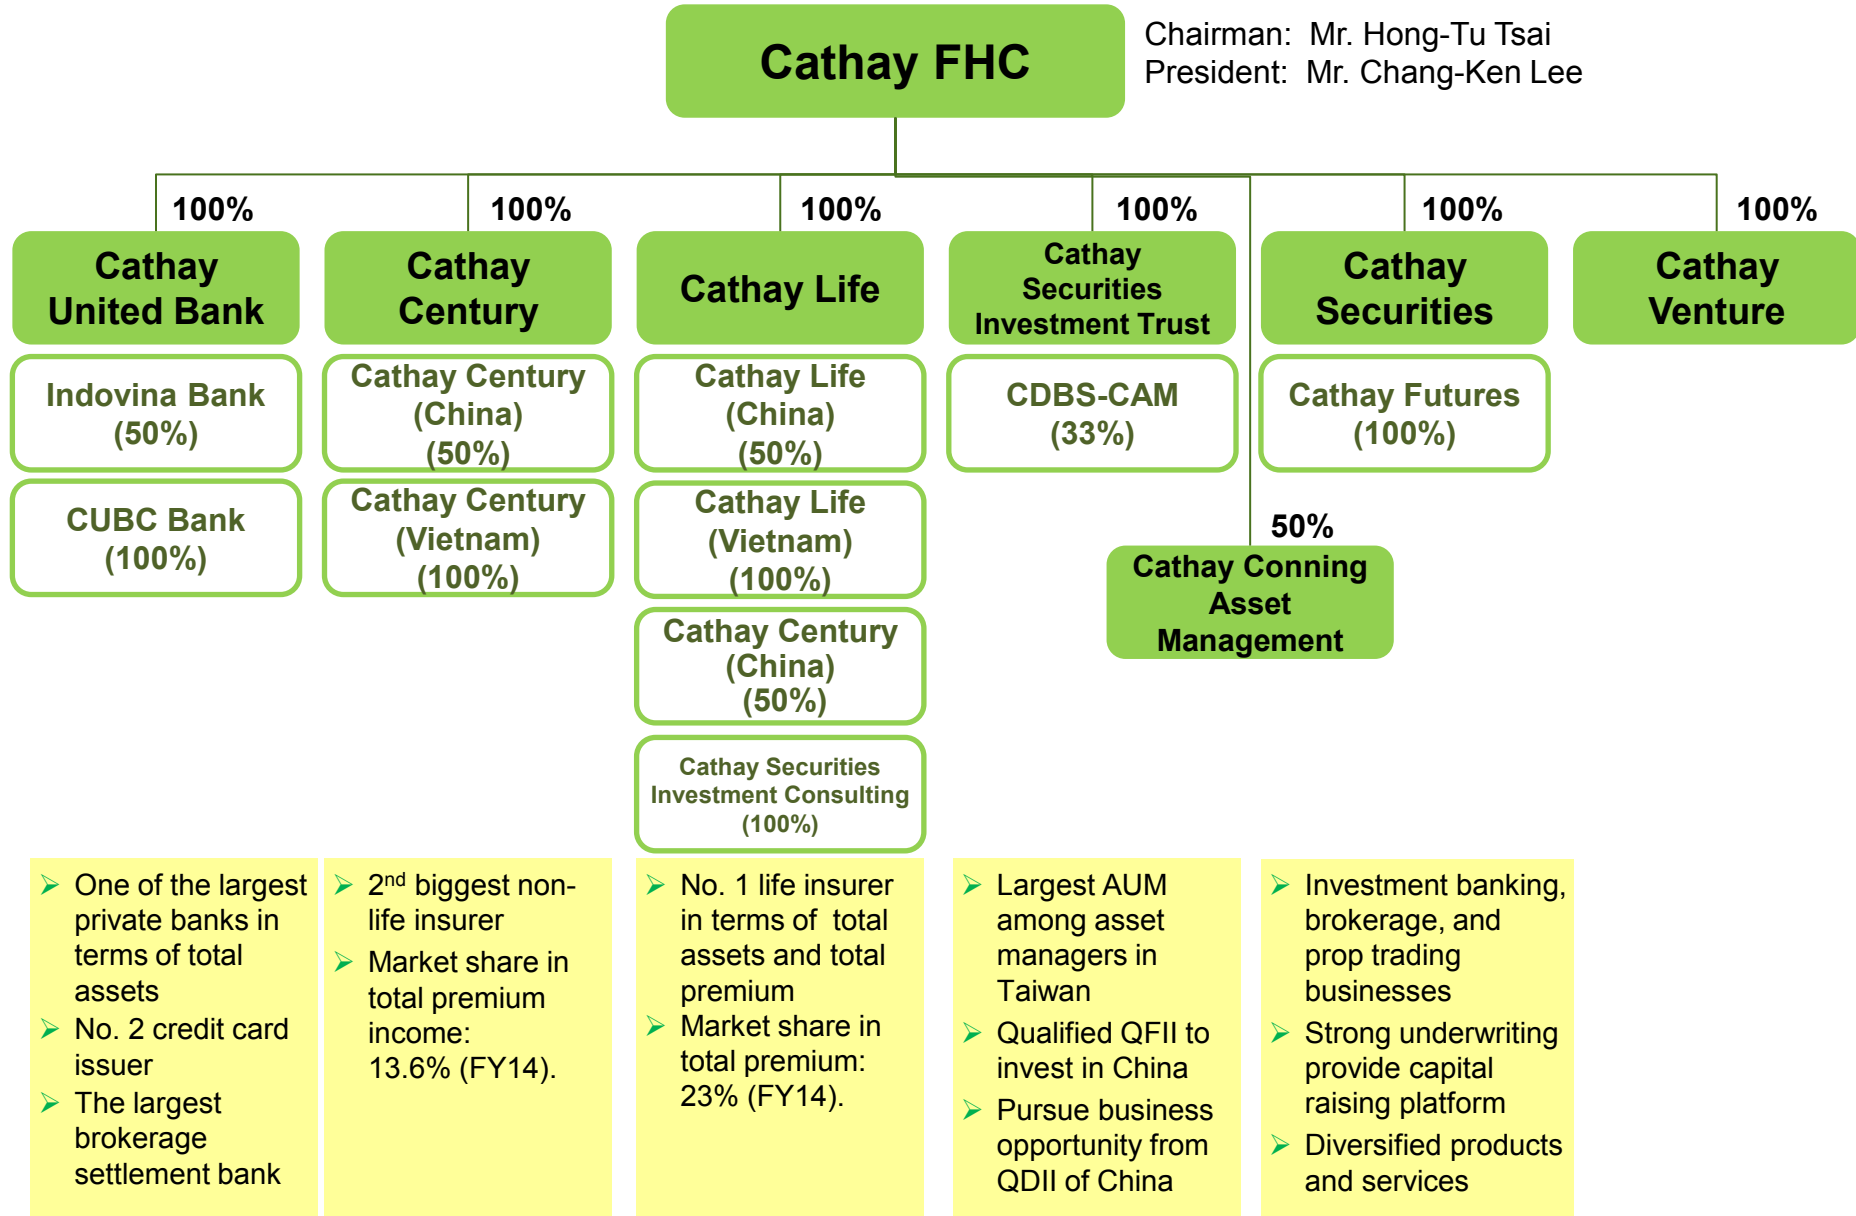 Cathay FHC
Chairman: Mr. Hong-Tu Tsai
President: Mr. Chang-Ken Lee
100%
Cathay
United Bank
Indovina Bank
(50%)
CUBC Bank
(100%)
100%
Cathay
Century
Cathay Century
(China)
(50%)
Cathay Century
(Vietnam)
(100%)
100%
Cathay Life
Cathay Life
(China)
(50%)
Cathay Life
(Vietnam)
(100%)
Cathay Century
(China)
(50%)
Cathay Securities
Investment Consulting
(100%)
100%
Cathay
Securities
Investment Trust
CDBS-CAM
(33%)
50%
Cathay Conning
Asset
Management
100%
Cathay
Securities
Cathay Futures
(100%)
100%
Cathay
Venture
➢ One of the largest
private banks in
terms of total
assets
➢ No. 2 credit card
issuer
➢ The largest
brokerage
settlement bank
➢ 2nd biggest non-
life insurer
➢ Market share in
total premium
income:
13.6% (FY14).
➢ No. 1 life insurer
in terms of total
assets and total
premium
➢ Market share in
total premium:
23% (FY14).
➢ Largest AUM
among asset
managers in
Taiwan
➢ Qualified QFII to
invest in China
➢ Pursue business
opportunity from
QDII of China
➢ Investment banking,
brokerage, and
prop trading
businesses
➢ Strong underwriting
provide capital
raising platform
➢ Diversified products
and services